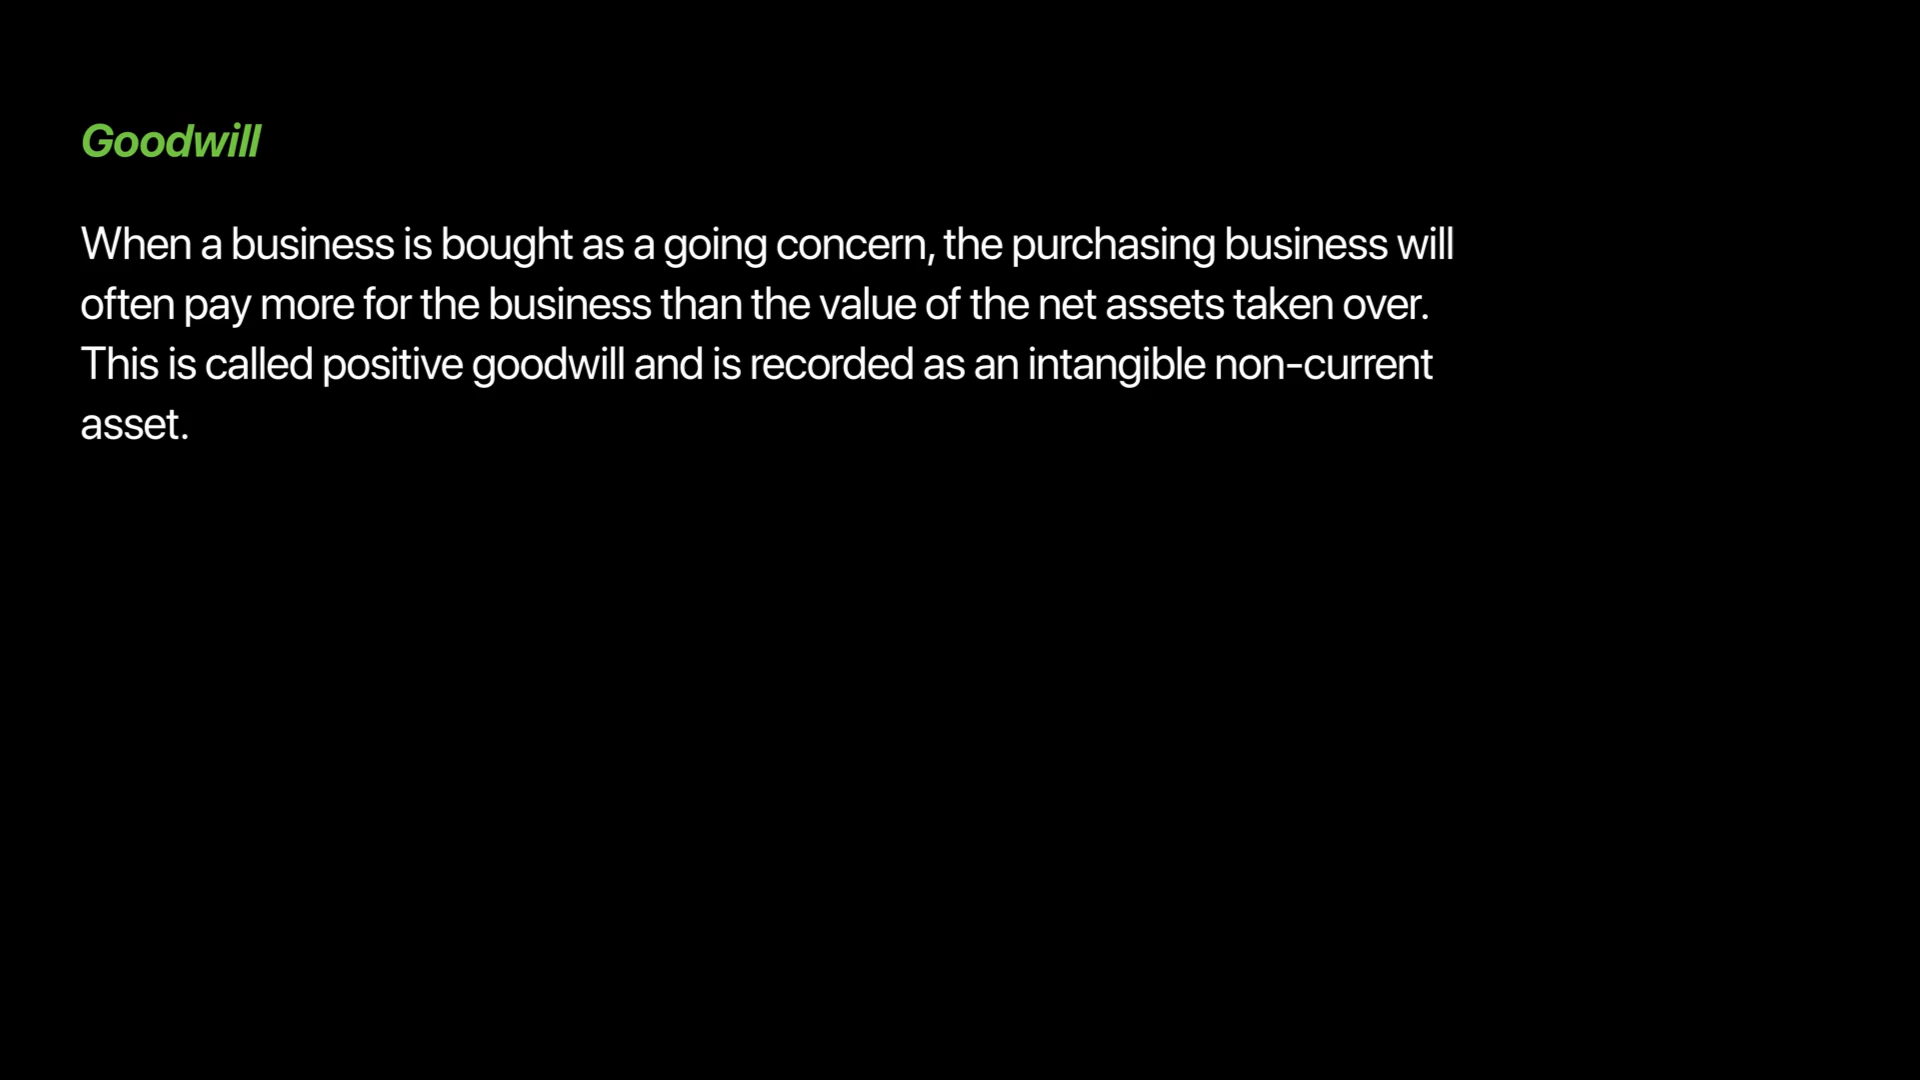 Goodwill
When a business is bought as a going concern, the purchasing business will
often pay more for the business than the value of the net assets taken over.
This is called positive goodwill and is recorded as an intangible non-current
asset.